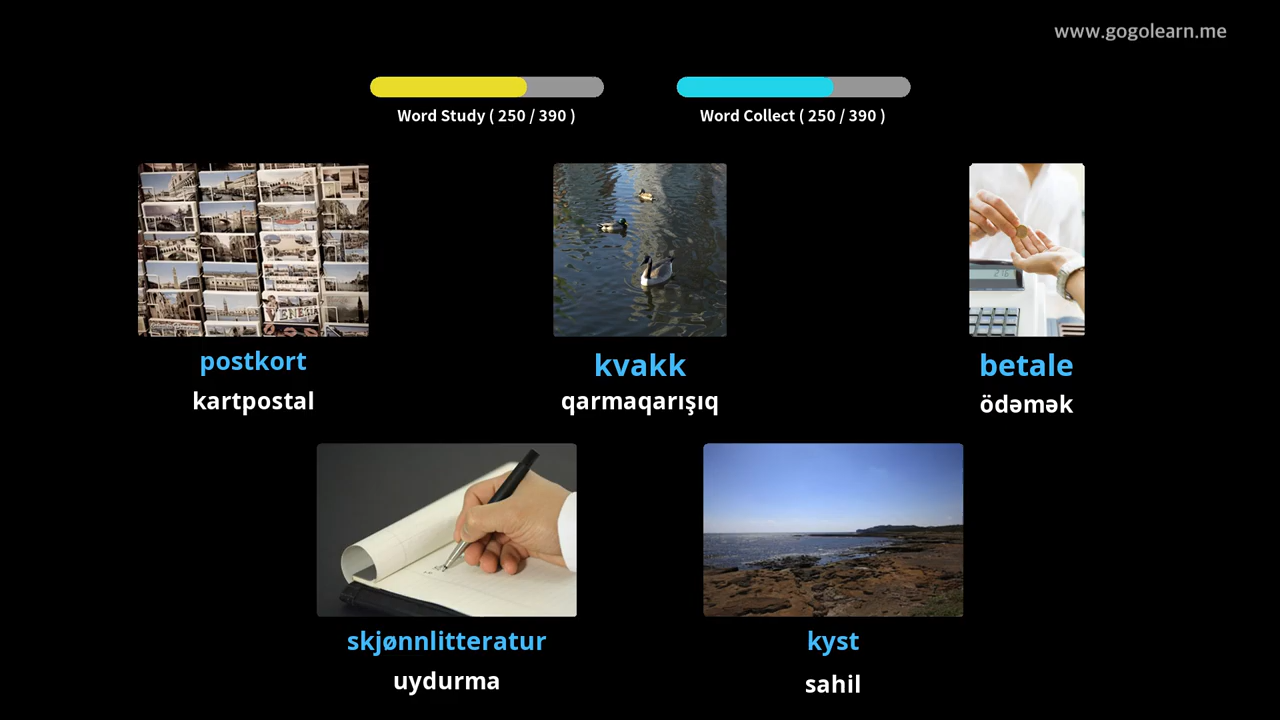 www.gogolearn.me
Word Study ( 250 / 390 )
Word Collect ( 250 / 390 )
postkort
kartpostal
kvakk
qarmaqarışıq
betale
ödəmək
skjønnlitteratur
uydurma
kyst
sahil